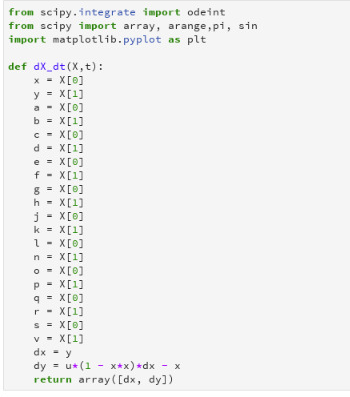 from scipy.integrate import odeint
from scipy import array, arange,pi, sin
import matplotlib.pyplot as plt
def dX_dt(X,t):
    x = X[0]
    y = X[1]
    a = X[0]
    b = X[1]
    c = X[0]
    d = X[1]
    e = X[0]
    f = X[1]
    g = X[0]
    h = X[1]
    j = X[0]
    k = X[1]
    l = X[0]
    n = X[1]
    o = X[0]
    p = X[1]
    q = X[0]
    r = X[1]
    s = X[0]
    v = X[1]
    dx = y
    dy = u*(1 - x*x)*dx - x
    return array([dx, dy])